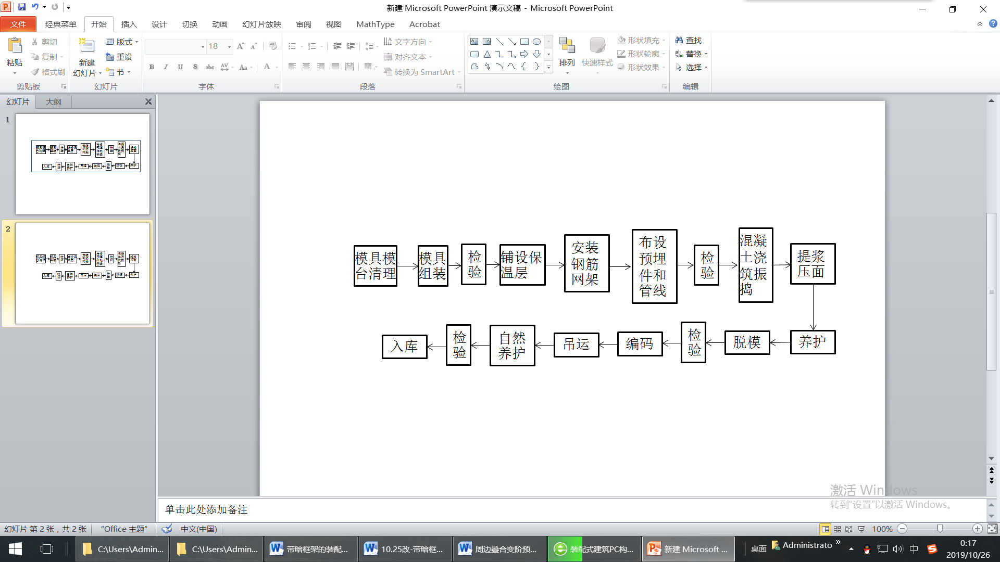 新建 Microsoft PowerPoint 演示文稿 - Microsoft PowerPoint
文件 经典菜单 开始 插入 设计 切换 动画 幻灯片放映 审阅 视图 MathType Acrobat
粘贴 剪切 复制 格式刷 剪贴板
新建 幻灯片 版式 重设 节 幻灯片
18 字体
文字方向 对齐文本 转换为 SmartArt 段落
排列 快速样式 形状填充 形状轮廓 形状效果 绘图
查找 替换 选择 编辑
幻灯片 大纲
1
2
模具模
台清理
模具
组装
检
验
铺设保
温层
安装
钢筋
网架
布设
预埋
件和
管线
检
验
混凝
土浇
筑振
捣
提浆
压面
养护
脱模
检
验
编码
吊运
自然
养护
检
验
入库
激活 Windows
转到“设置”以激活 Windows。
单击此处添加备注
幻灯片 第 2 张，共 2 张 “Office 主题” 中文(中国) 100%
C:\Users\Admin... C:\Users\Admin... 带暗框架的装配... 10.25改-带暗框... 周边叠合变阶预... 装配式建筑PC构... 新建 Microsoft ... 桌面 Administrato » 中 0:17
2019/10/26